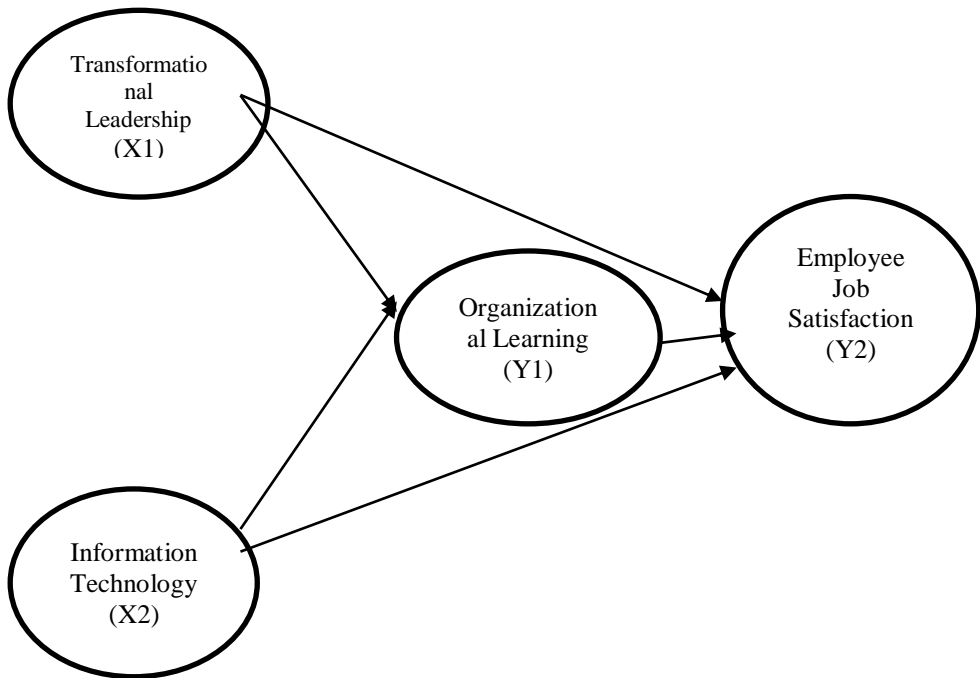 Transformatio
nal
Leadership
(X1)
Organization
al Learning
(Y1)
Employee
Job
Satisfaction
(Y2)
Information
Technology
(X2)